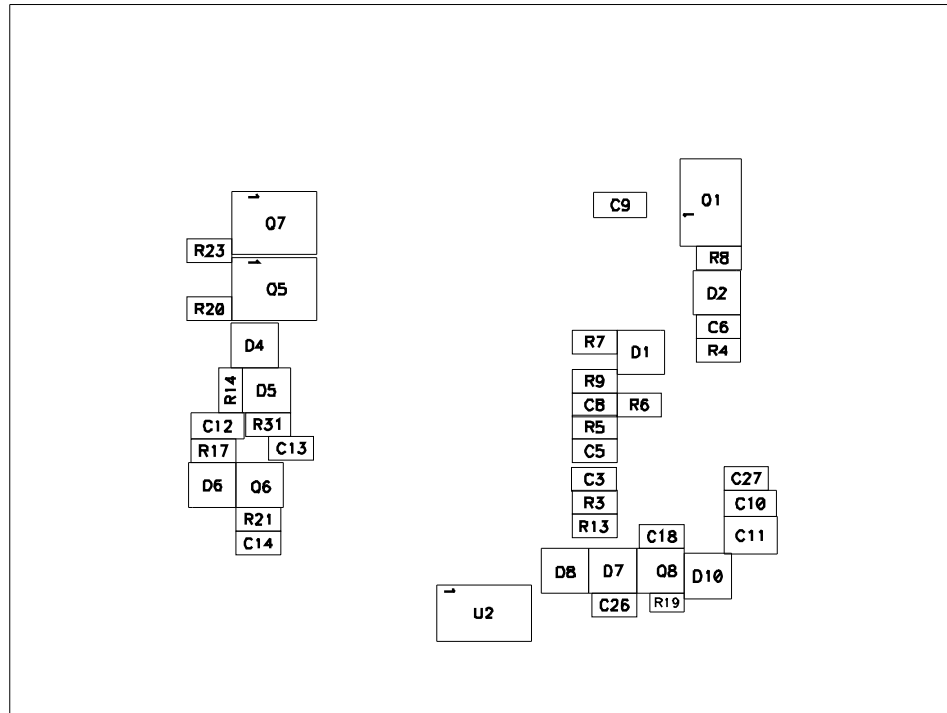 1
Q1
C9
1
Q7
R23
R8
1
Q5
D2
R20
C6
D4
R7
D1
R4
R14
D5
R9
C8
R6
C12
R31
R5
R17
C13
C5
D6
Q6
C3
C27
R3
C10
R21
R13
C14
C18
C11
D8
D7
Q8
D10
1
U2
C26
R19